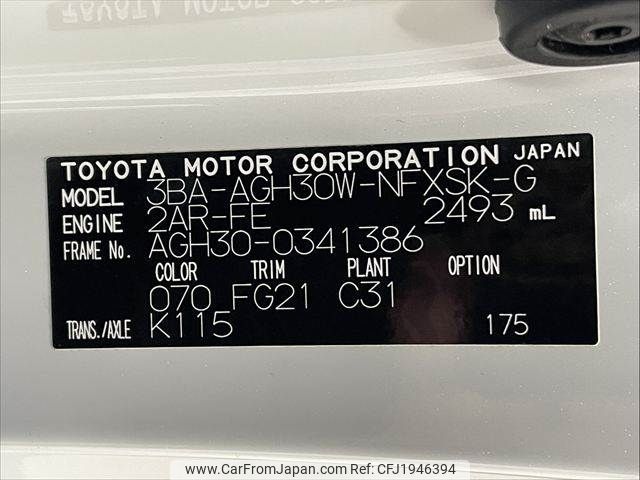 TOYOTA MOTOR CORPORATION JAPAN
MODEL 3BA-AGH30W-NFXSK-G
ENGINE 2AR-FE 2493 mL
FRAME No. AGH30-0341386
COLOR TRIM PLANT OPTION
070 FG21 C31
TRANS./AXLE K115 175
www.CarFromJapan.com - CFJ1946394